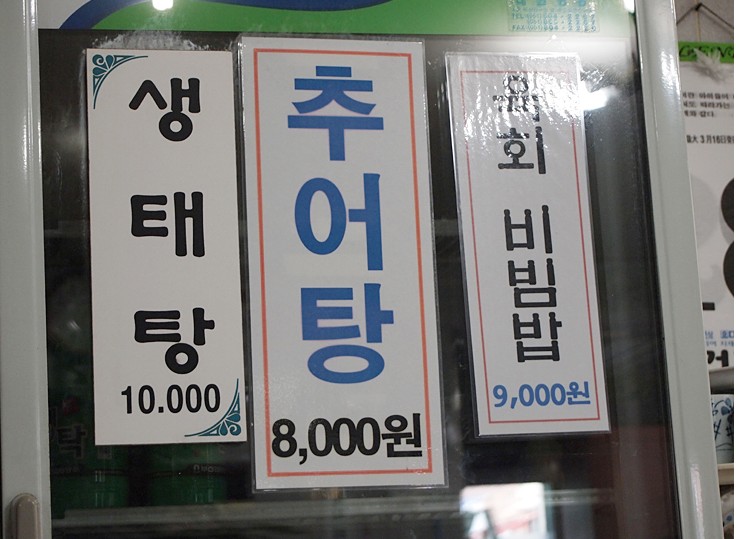 생태탕
10.000
추어탕
8,000원
육회 비빔밥
9,000원